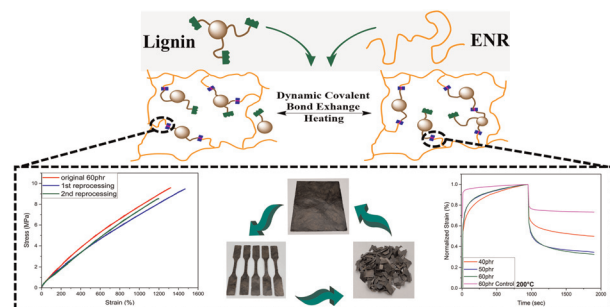 Lignin
ENR
Dynamic Covalent
Bond Exhange
Heating
original 60phr
1st reprocessing
2nd reprocessing
Stress (MPa)
10
8
6
4
2
0
0 200 400 600 800 1000 1200 1400 1600
Strain (%)
Normalized Strain (%)
1.0
0.8
0.6
0.4
0.2
0.0
40phr
50phr
60phr
60phr Control 200°C
0 500 1000 1500 2000
Time (sec)